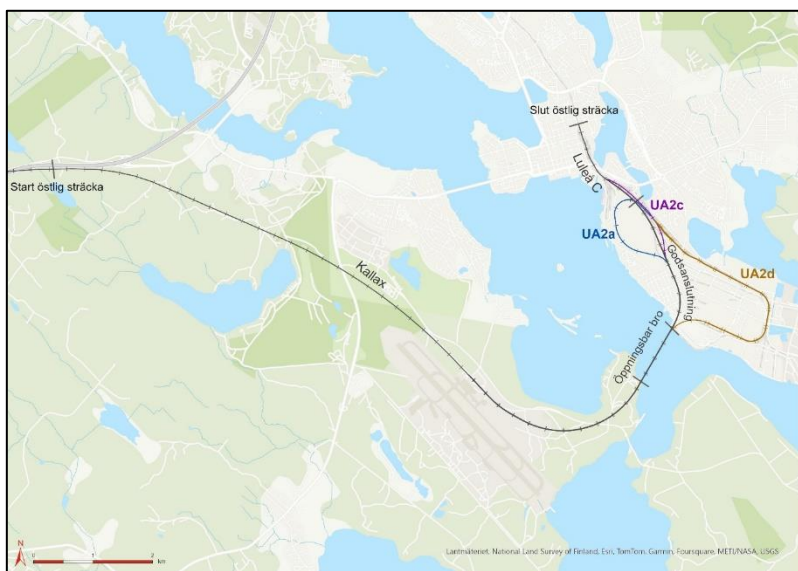 Slut östlig sträcka
Luleå C
Start östlig sträcka
UA2c
UA2a
Godsanslutning
UA2d
Kallax
Öppningsbar bro
N
0 1 2
km
Lantmäteriet, National Land Survey of Finland, Esri, TomTom, Garmin, Foursquare, METI/NASA, USGS